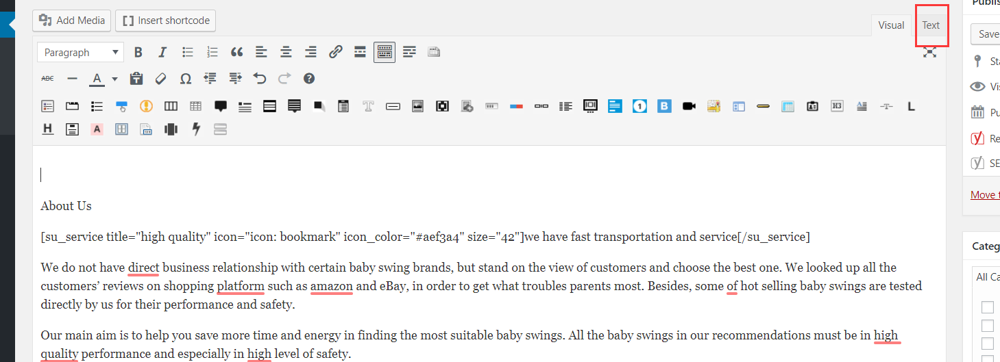 Publis
Add Media
Insert shortcode
Visual
Text
Save
Paragraph
B
I
ABC
A
Sta
Vis
Pu
T
1
B
H3
A
T
L
H
A
Re
SE
About Us
Move t
[su_service title="high quality" icon="icon: bookmark" icon_color="#aef3a4" size="42"]we have fast transportation and service[/su_service]
Categ
We do not have direct business relationship with certain baby swing brands, but stand on the view of customers and choose the best one. We looked up all the
customers’ reviews on shopping platform such as amazon and eBay, in order to get what troubles parents most. Besides, some of hot selling baby swings are tested
directly by us for their performance and safety.
All Ca
Our main aim is to help you save more time and energy in finding the most suitable baby swings. All the baby swings in our recommendations must be in high
quality performance and especially in high level of safety.